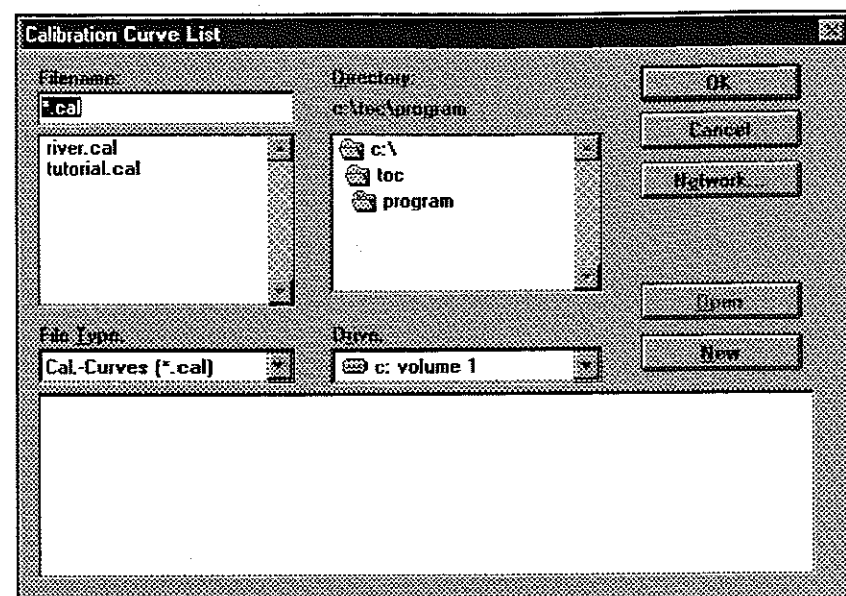 Calibration Curve List
Filename:
*.cal
river.cal
tutorial.cal
Directory:
c:\toc\program
c:\
toc
program
OK
Cancel
Network...
Open
New
File Type:
Cal.-Curves (*.cal)
Drive:
c: volume 1